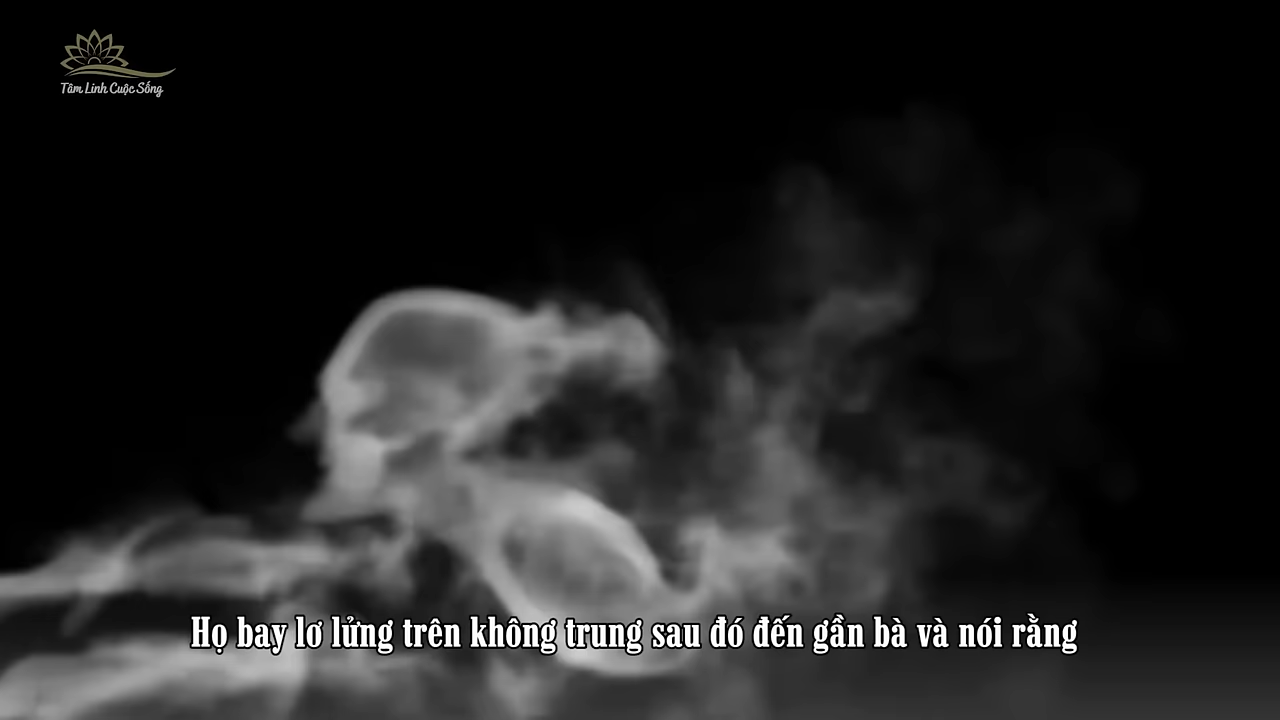 Tâm Linh Cuộc Sống
Họ bay lơ lửng trên không trung sau đó đến gần bà và nói rằng